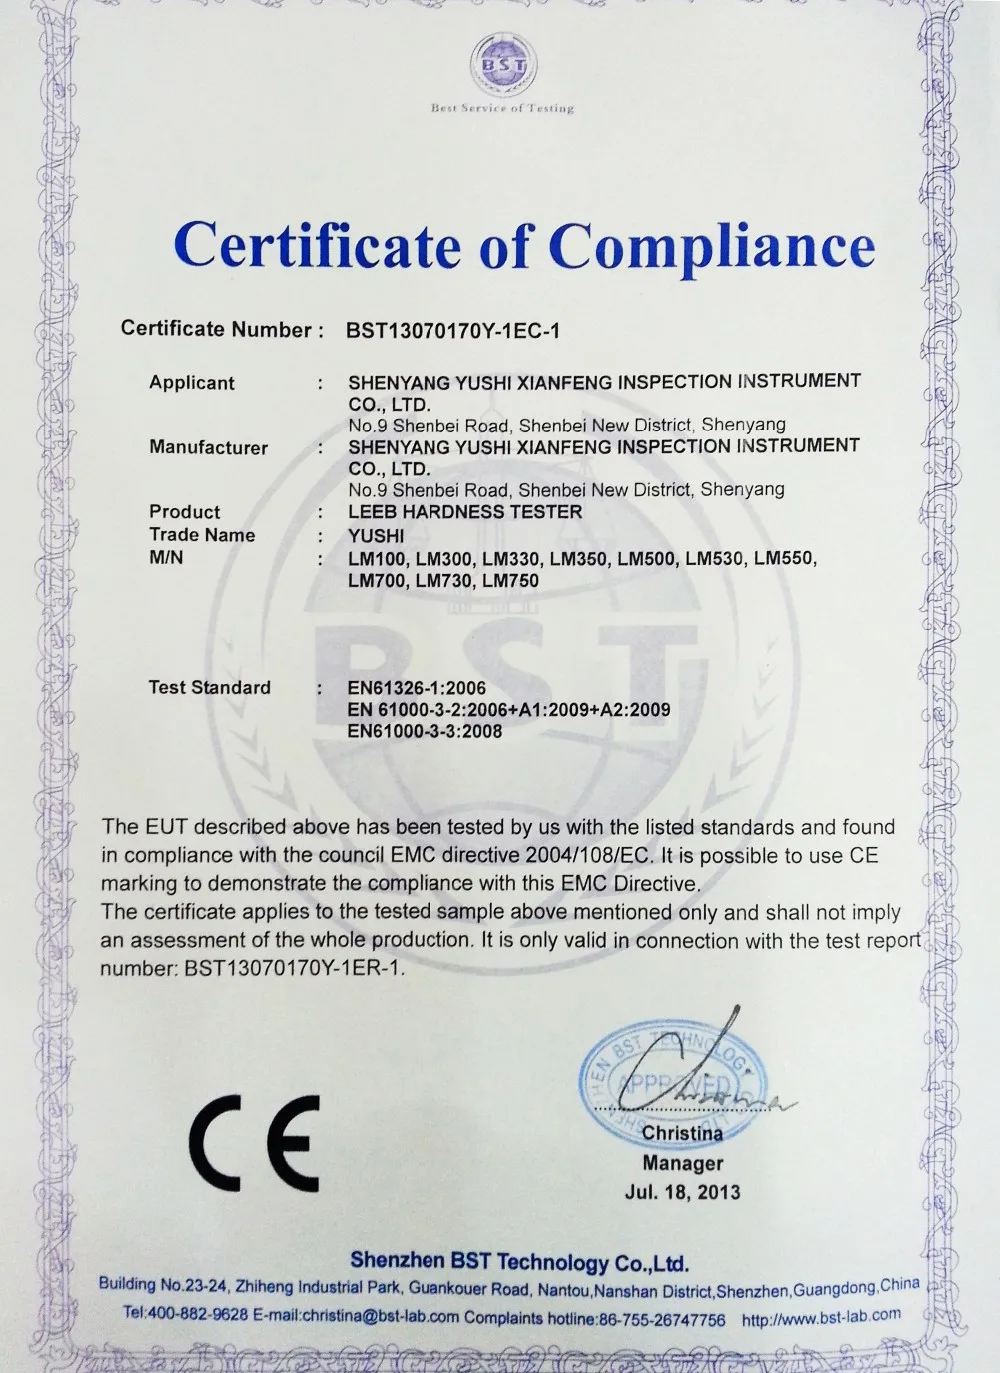 BST
Best Service of Testing
Certificate of Compliance
Certificate Number : BST13070170Y-1EC-1
Applicant : SHENYANG YUSHI XIANFENG INSPECTION INSTRUMENT
CO., LTD.
No.9 Shenbei Road, Shenbei New District, Shenyang
Manufacturer : SHENYANG YUSHI XIANFENG INSPECTION INSTRUMENT
CO., LTD.
No.9 Shenbei Road, Shenbei New District, Shenyang
Product : LEEB HARDNESS TESTER
Trade Name : YUSHI
M/N : LM100, LM300, LM330, LM350, LM500, LM530, LM550,
LM700, LM730, LM750
BST
Test Standard : EN61326-1:2006
EN 61000-3-2:2006+A1:2009+A2:2009
EN61000-3-3:2008
The EUT described above has been tested by us with the listed standards and found
in compliance with the council EMC directive 2004/108/EC. It is possible to use CE
marking to demonstrate the compliance with this EMC Directive.
The certificate applies to the tested sample above mentioned only and shall not imply
an assessment of the whole production. It is only valid in connection with the test report
number: BST13070170Y-1ER-1.
CE
BST TECHNOLOGY
APPROVED
Christina
Christina
Manager
Jul. 18, 2013
Shenzhen BST Technology Co.,Ltd.
Building No.23-24, Zhiheng Industrial Park, Guankouer Road, Nantou,Nanshan District,Shenzhen,Guangdong,China
Tel:400-882-9628 E-mail:christina@bst-lab.com Complaints hotline:86-755-26747756 http://www.bst-lab.com